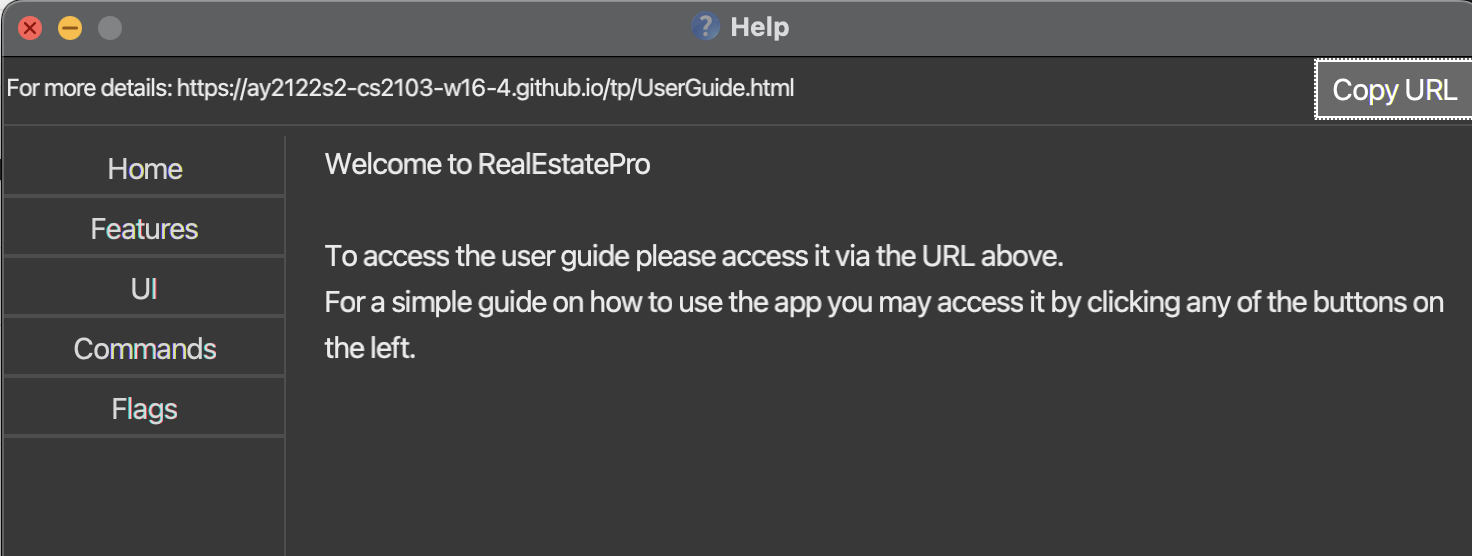 Help
For more details: https://ay2122s2-cs2103-w16-4.github.io/tp/UserGuide.html
Copy URL
Home
Features
UI
Commands
Flags
Welcome to RealEstatePro
To access the user guide please access it via the URL above.
For a simple guide on how to use the app you may access it by clicking any of the buttons on
the left.